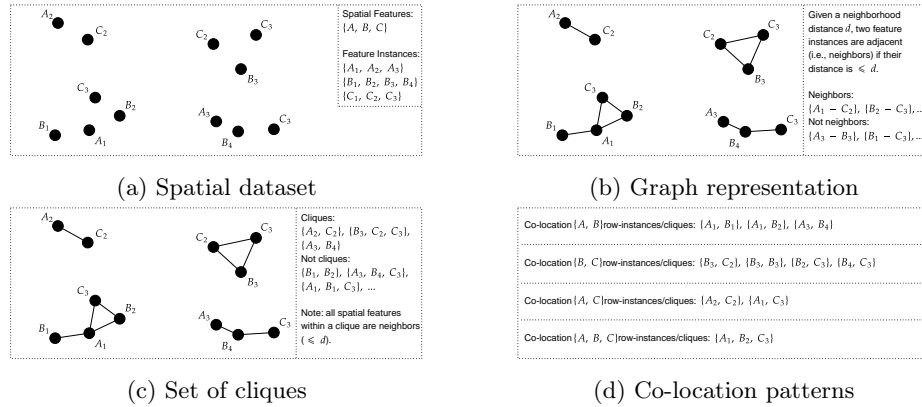 A₂
C₂
C₂
C₃
B₃
C₃
B₂
B₁
A₁
A₃
B₄
C₃
Spatial Features:
{A, B, C}
Feature Instances:
{A₁, A₂, A₃}
{B₁, B₂, B₃, B₄}
{C₁, C₂, C₃}
(a) Spatial dataset
A₂
C₂
C₂
C₃
B₃
C₃
B₂
B₁
A₁
A₃
B₄
C₃
Given a neighborhood
distance d, two feature
instances are adjacent
(i.e., neighbors) if their
distance is ⩽ d.
Neighbors:
{A₁ − C₂}, {B₂ − C₃},...
Not neighbors:
{A₃ − B₃}, {B₁ − C₃},...
(b) Graph representation
A₂
C₂
C₂
C₃
B₃
C₃
B₂
B₁
A₁
A₃
B₄
C₃
Cliques:
{A₂, C₂}, {B₃, C₂, C₃},
{A₃, B₄}
Not cliques:
{B₁, B₂}, {A₃, B₄, C₃},
{A₁, B₁, C₃}, ...
Note: all spatial features
within a clique are neighbors
( ⩽ d).
(c) Set of cliques
Co-location{A, B}row-instances/cliques: {A₁, B₁}, {A₁, B₂}, {A₃, B₄}
Co-location{B, C}row-instances/cliques: {B₃, C₂}, {B₃, B₃}, {B₂, C₃}, {B₄, C₃}
Co-location{A, C}row-instances/cliques: {A₂, C₂}, {A₁, C₃}
Co-location{A, B, C}row-instances/cliques: {A₁, B₂, C₃}
(d) Co-location patterns